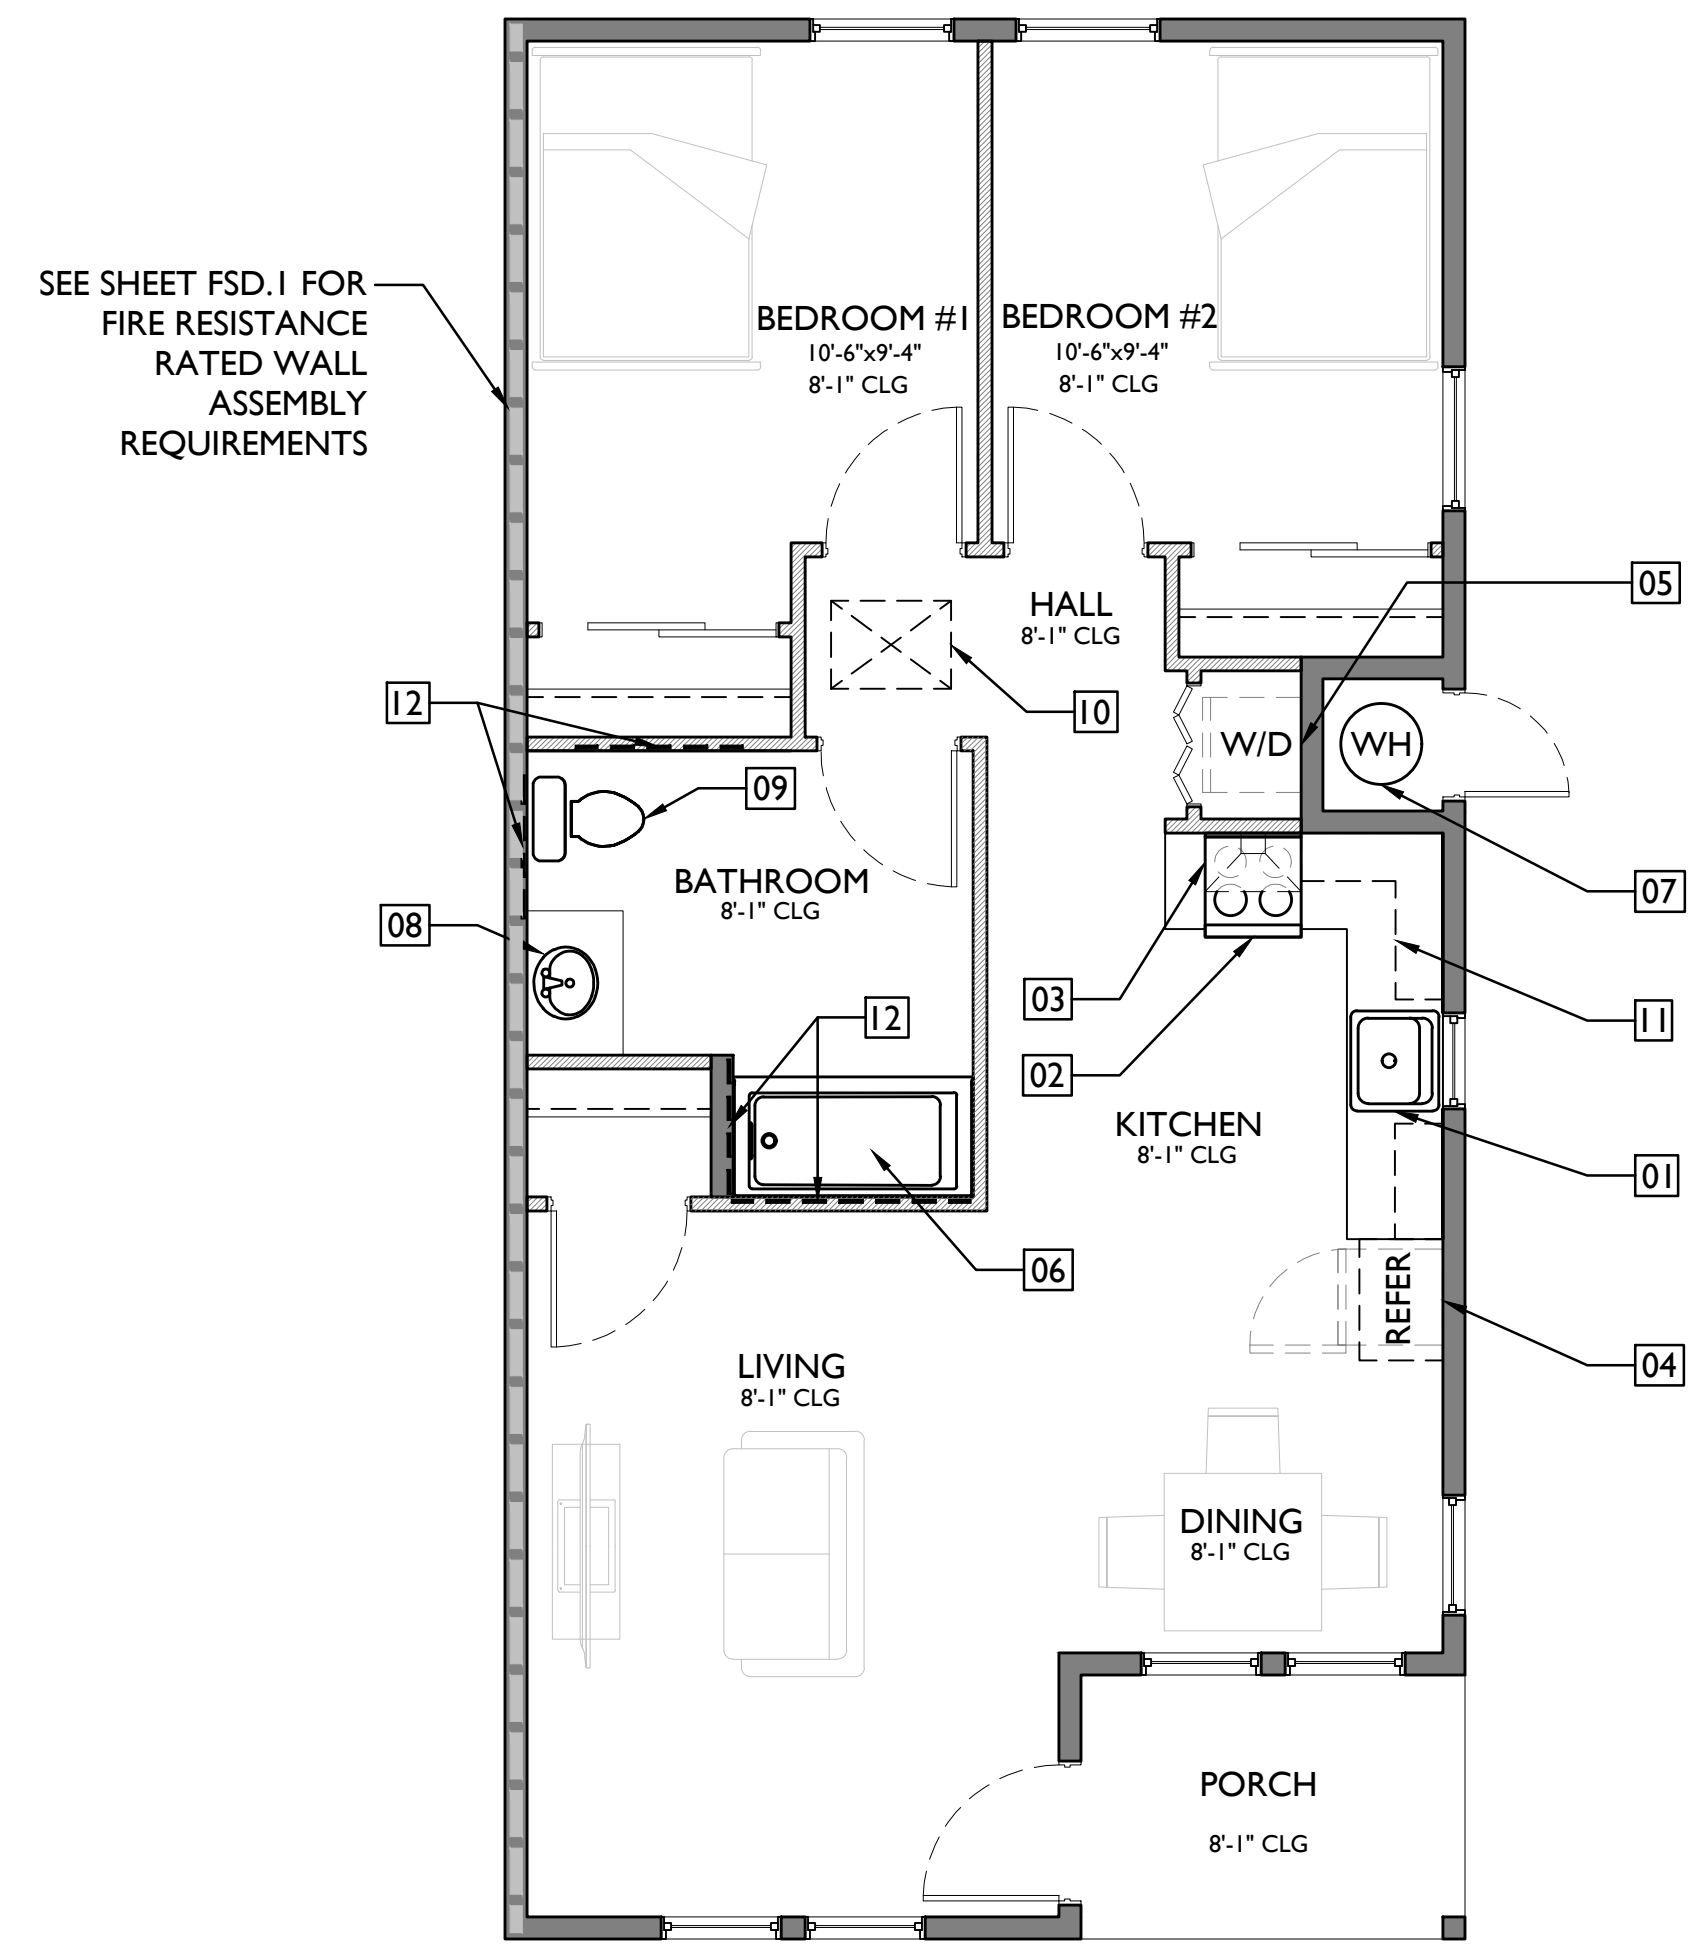 SEE SHEET FSD.1 FOR
FIRE RESISTANCE
RATED WALL
ASSEMBLY
REQUIREMENTS
BEDROOM #1
10'-6"x9'-4"
8'-1" CLG
BEDROOM #2
10'-6"x9'-4"
8'-1" CLG
05
HALL
8'-1" CLG
12
10
W/D
WH
09
BATHROOM
8'-1" CLG
07
08
03
12
11
02
KITCHEN
8'-1" CLG
01
06
REFER
04
LIVING
8'-1" CLG
DINING
8'-1" CLG
PORCH
8'-1" CLG